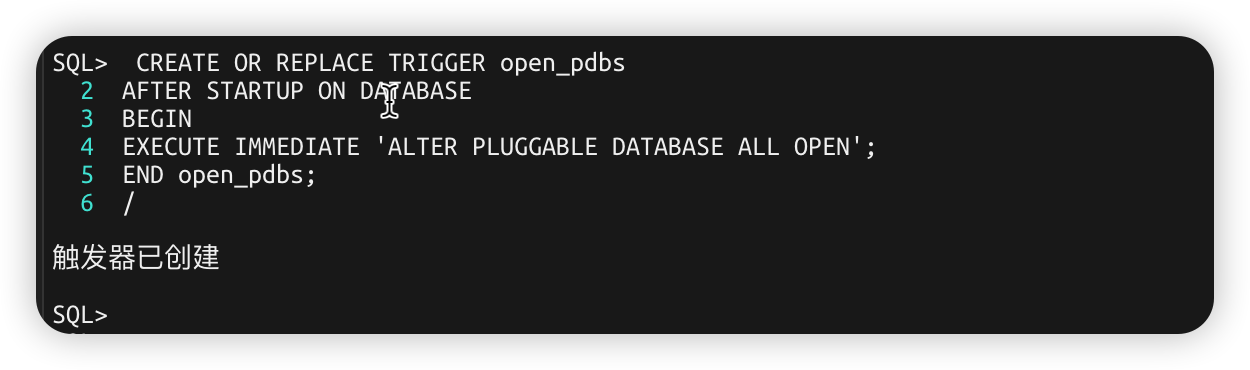 SQL>  CREATE OR REPLACE TRIGGER open_pdbs
  2  AFTER STARTUP ON DATABASE
  3  BEGIN
  4  EXECUTE IMMEDIATE 'ALTER PLUGGABLE DATABASE ALL OPEN';
  5  END open_pdbs;
  6  /
触发器已创建
SQL>